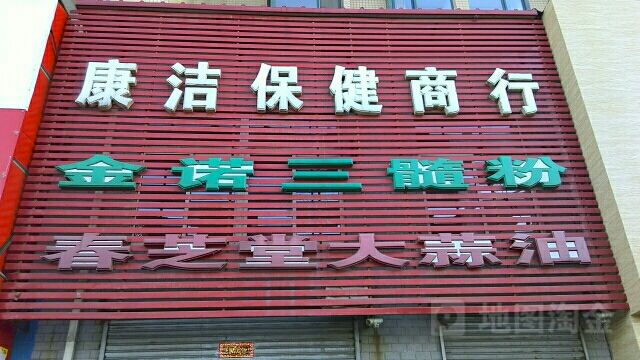 康洁保健商行
金诺三髓粉
春芝堂大蒜油
地图淘金